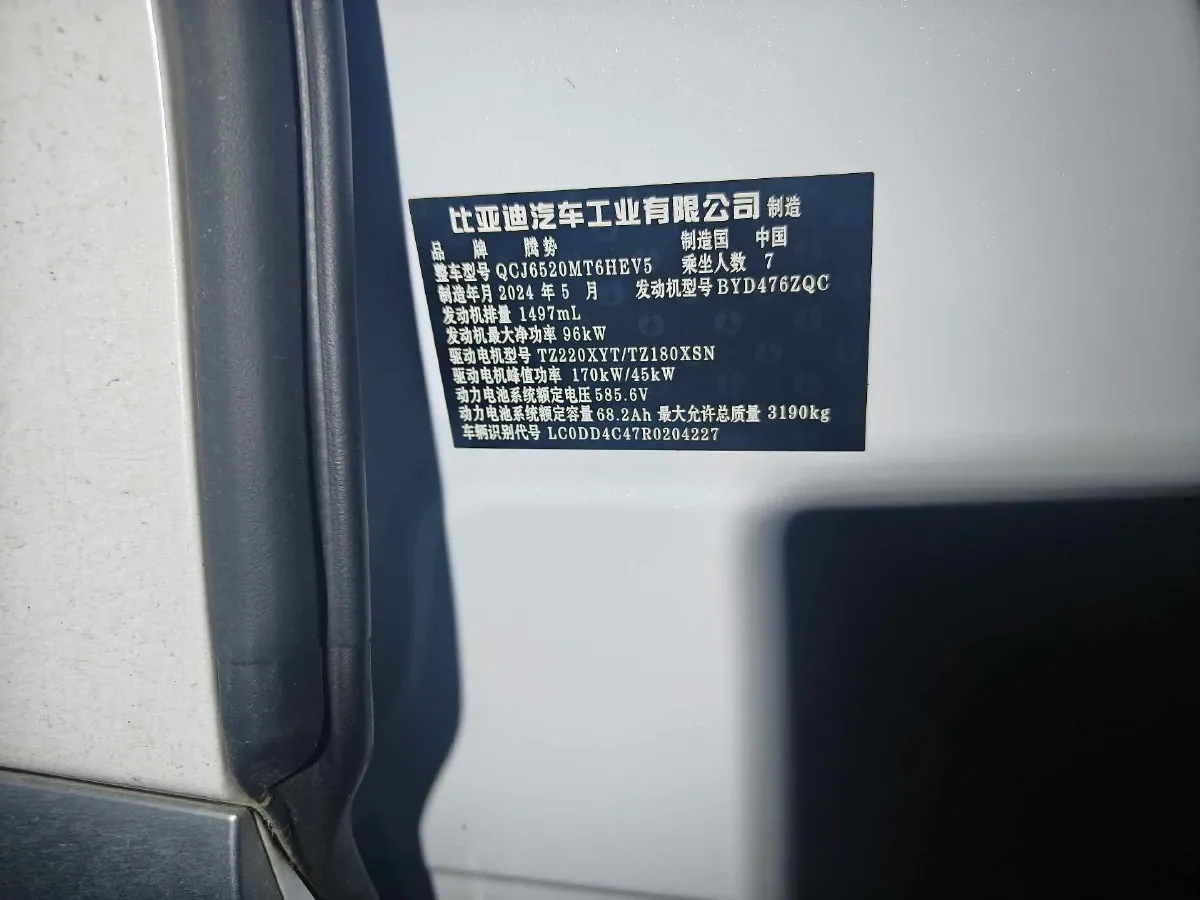 比亚迪汽车工业有限公司 制造
品 牌 腾势 制造国 中国
整车型号 QCJ6520MT6HEV5 乘坐人数 7
制造年月 2024 年 5 月 发动机型号 BYD476ZQC
发动机排量 1497mL
发动机最大净功率 96kW
驱动电机型号 TZ220XYT/TZ180XSN
驱动电机峰值功率 170kW/45kW
动力电池系统额定电压 585.6V
动力电池系统额定容量 68.2Ah 最大允许总质量 3190kg
车辆识别代号 LC0DD4C47R0204227